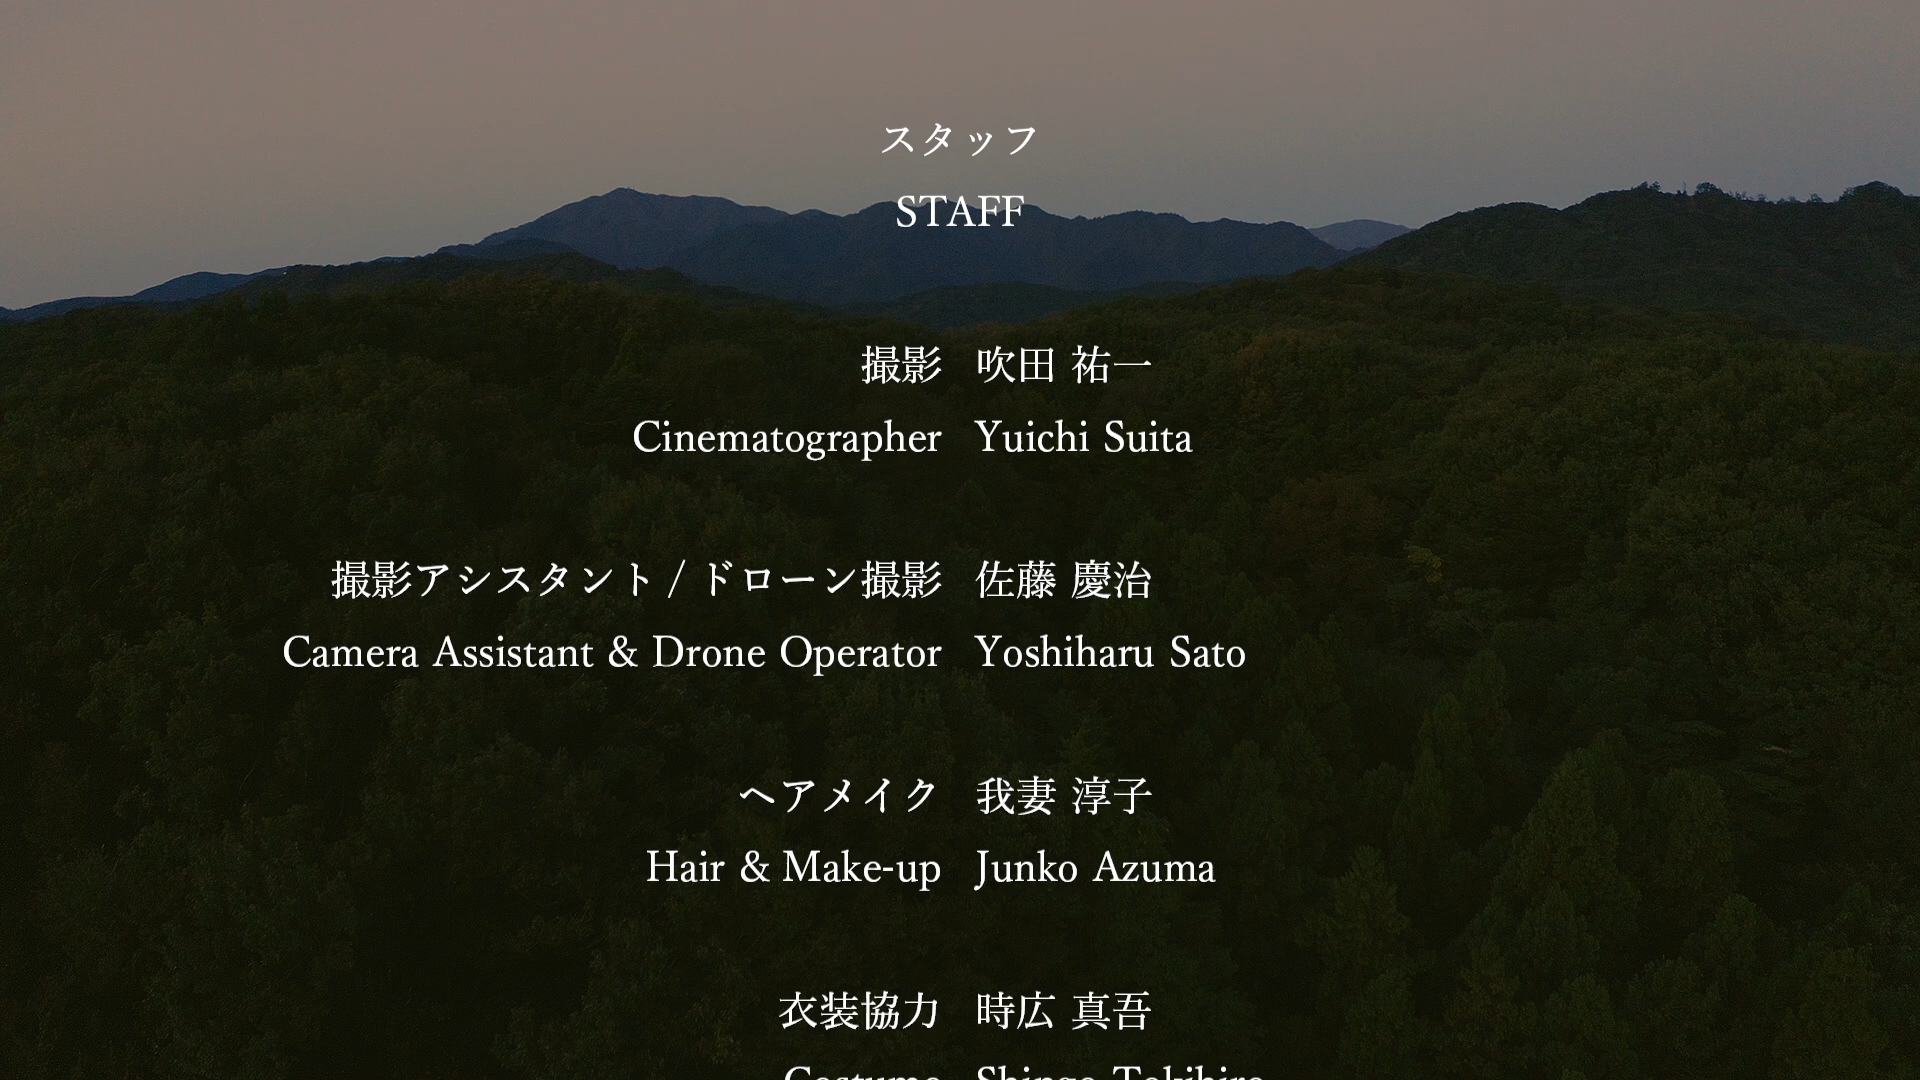 スタッフ
STAFF
撮影 吹田 祐一
Cinematographer Yuichi Suita
撮影アシスタント / ドローン撮影 佐藤 慶治
Camera Assistant & Drone Operator Yoshiharu Sato
ヘアメイク 我妻 淳子
Hair & Make-up Junko Azuma
衣装協力 時広 真吾
Costume Shingo Tokihiro